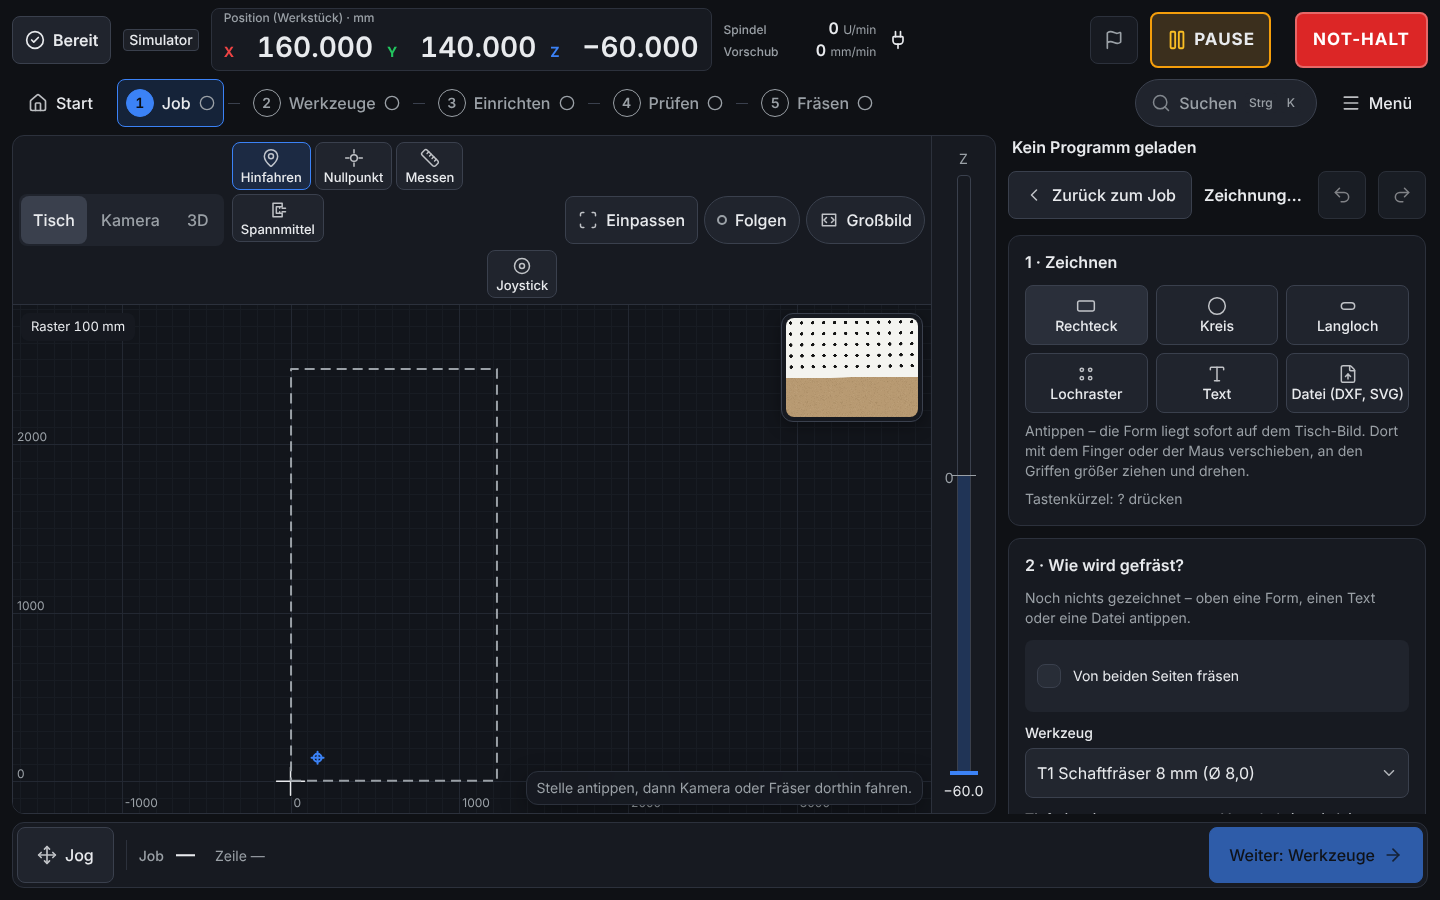 Bereit
Simulator
Position (Werkstück) · mm
X 160.000 Y 140.000 Z −60.000
Spindel 0 U/min
Vorschub 0 mm/min
PAUSE
NOT-HALT
Start
1 Job
2 Werkzeuge
3 Einrichten
4 Prüfen
5 Fräsen
Suchen Strg K
Menü
Tisch
Kamera
3D
Hinfahren
Nullpunkt
Messen
Spannmittel
Joystick
Einpassen
Folgen
Großbild
Raster 100 mm
2000
1000
0
-1000
0
1000
Stelle antippen, dann Kamera oder Fräser dorthin fahren.
Z
0
−60.0
Kein Programm geladen
Zurück zum Job
Zeichnung...
1 · Zeichnen
Rechteck
Kreis
Langloch
Lochraster
Text
Datei (DXF, SVG)
Antippen – die Form liegt sofort auf dem Tisch-Bild. Dort
mit dem Finger oder der Maus verschieben, an den
Griffen größer ziehen und drehen.
Tastenkürzel: ? drücken
2 · Wie wird gefräst?
Noch nichts gezeichnet – oben eine Form, einen Text
oder eine Datei antippen.
Von beiden Seiten fräsen
Werkzeug
T1 Schaftfräser 8 mm (Ø 8,0)
Jog
Job —
Zeile —
Weiter: Werkzeuge